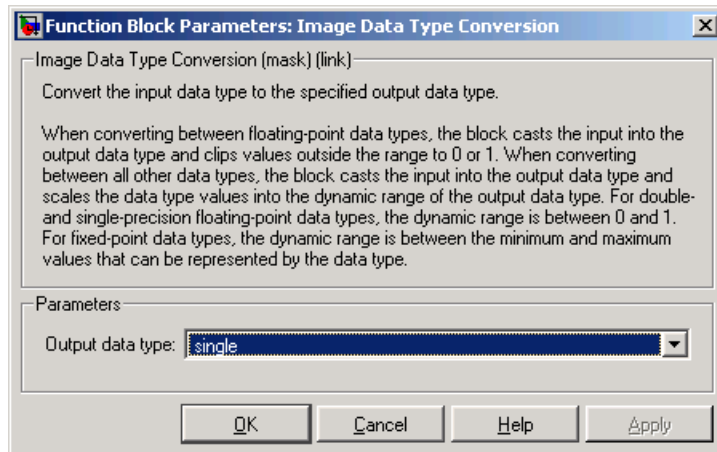 Function Block Parameters: Image Data Type Conversion
Image Data Type Conversion (mask) (link)
Convert the input data type to the specified output data type.
When converting between floating-point data types, the block casts the input into the
output data type and clips values outside the range to 0 or 1. When converting
between all other data types, the block casts the input into the output data type and
scales the data type values into the dynamic range of the output data type. For double-
and single-precision floating-point data types, the dynamic range is between 0 and 1.
For fixed-point data types, the dynamic range is between the minimum and maximum
values that can be represented by the data type.
Parameters
Output data type: single
OK Cancel Help Apply